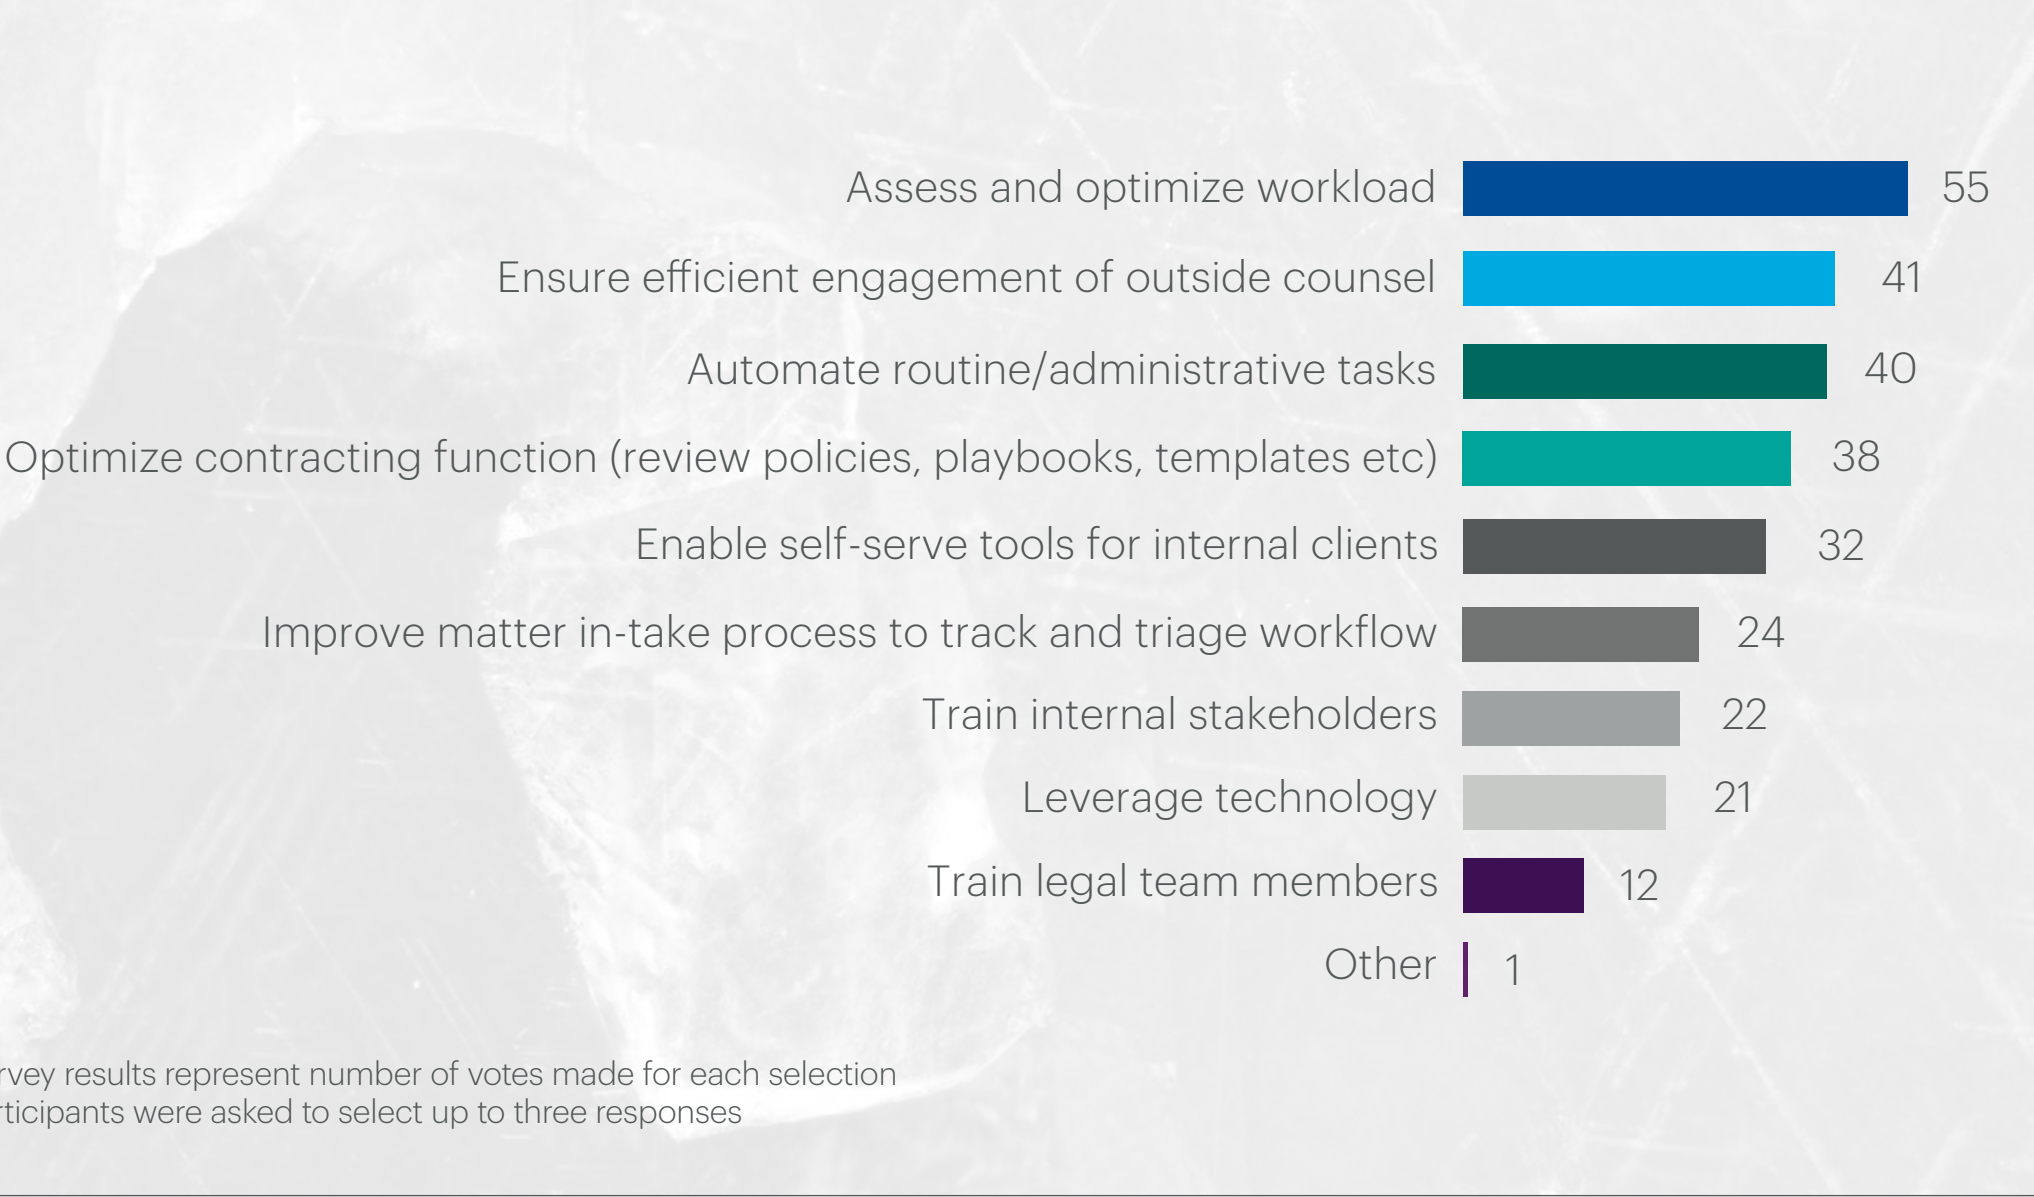 Assess and optimize workload 55
Ensure efficient engagement of outside counsel 41
Automate routine/administrative tasks 40
Optimize contracting function (review policies, playbooks, templates etc) 38
Enable self-serve tools for internal clients 32
Improve matter in-take process to track and triage workflow 24
Train internal stakeholders 22
Leverage technology 21
Train legal team members 12
Other 1
rvey results represent number of votes made for each selection
rticipants were asked to select up to three responses